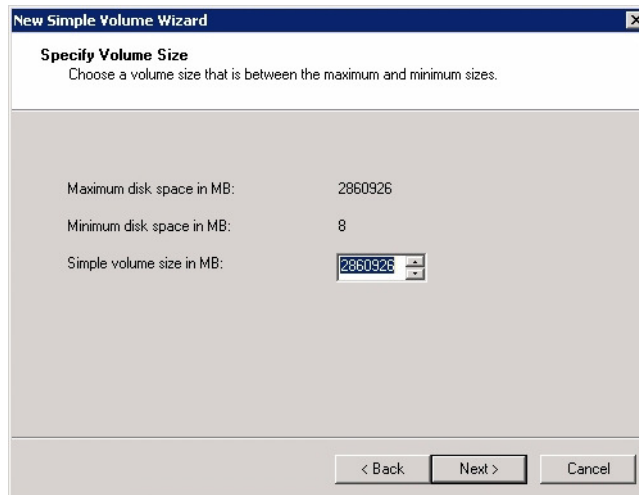 New Simple Volume Wizard
Specify Volume Size
Choose a volume size that is between the maximum and minimum sizes.
Maximum disk space in MB: 2860926
Minimum disk space in MB: 8
Simple volume size in MB: 2860926
< Back Next > Cancel